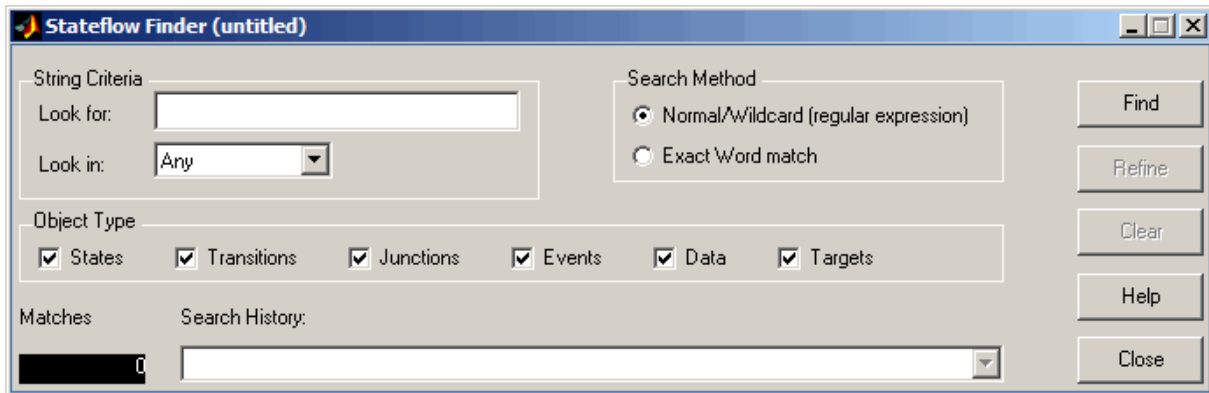 Stateflow Finder (untitled)
String Criteria
Look for:
Look in:
Any
Search Method
Normal/Wildcard (regular expression)
Exact Word match
Find
Refine
Clear
Help
Close
Object Type
States
Transitions
Junctions
Events
Data
Targets
Matches
0
Search History: